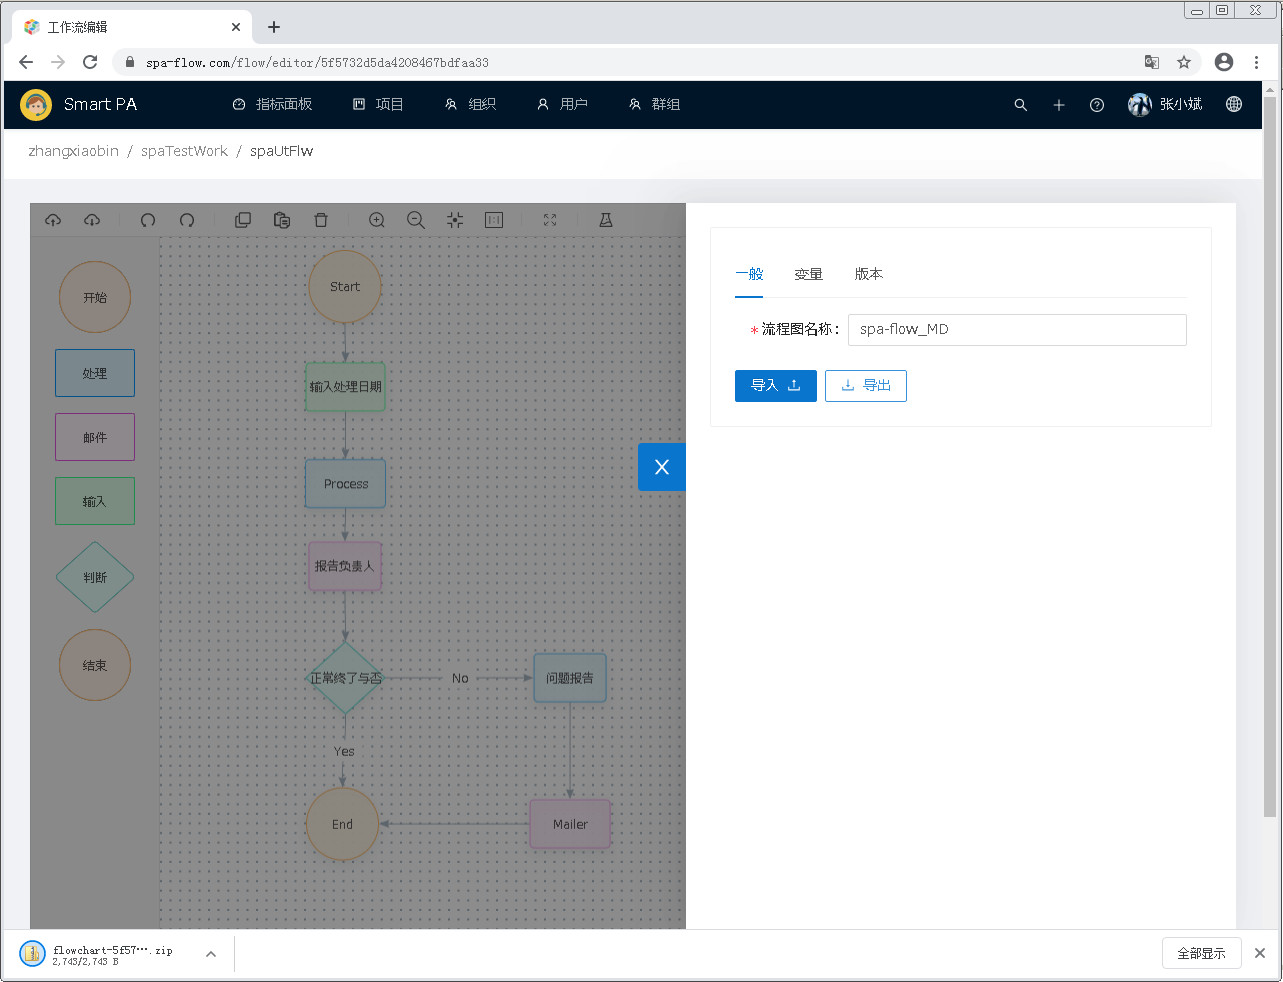 工作流编辑
spa-flow.com/flow/editor/5f5732d5da4208467bdfaa33
Smart PA 指标面板 项目 组织 用户 群组 张小斌
zhangxiaobin / spaTestWork / spaUtFlw
开始
处理
邮件
输入
判断
结束
Start
输入处理日期
Process
报告负责人
正常终了与否
No
问题报告
Yes
End
Mailer
一般 变量 版本
*流程图名称：
spa-flow_MD
导入 导出
flowchart-5f57···.zip
2,743/2,743 B
全部显示